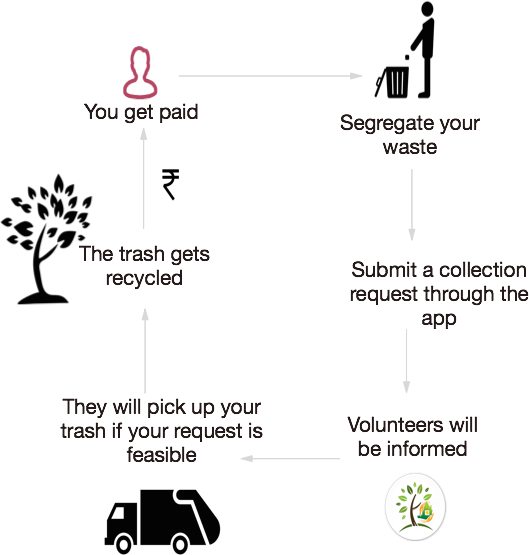 You get paid
Segregate your
waste
Submit a collection
request through the
app
Volunteers will
be informed
They will pick up your
trash if your request is
feasible
The trash gets
recycled
₹